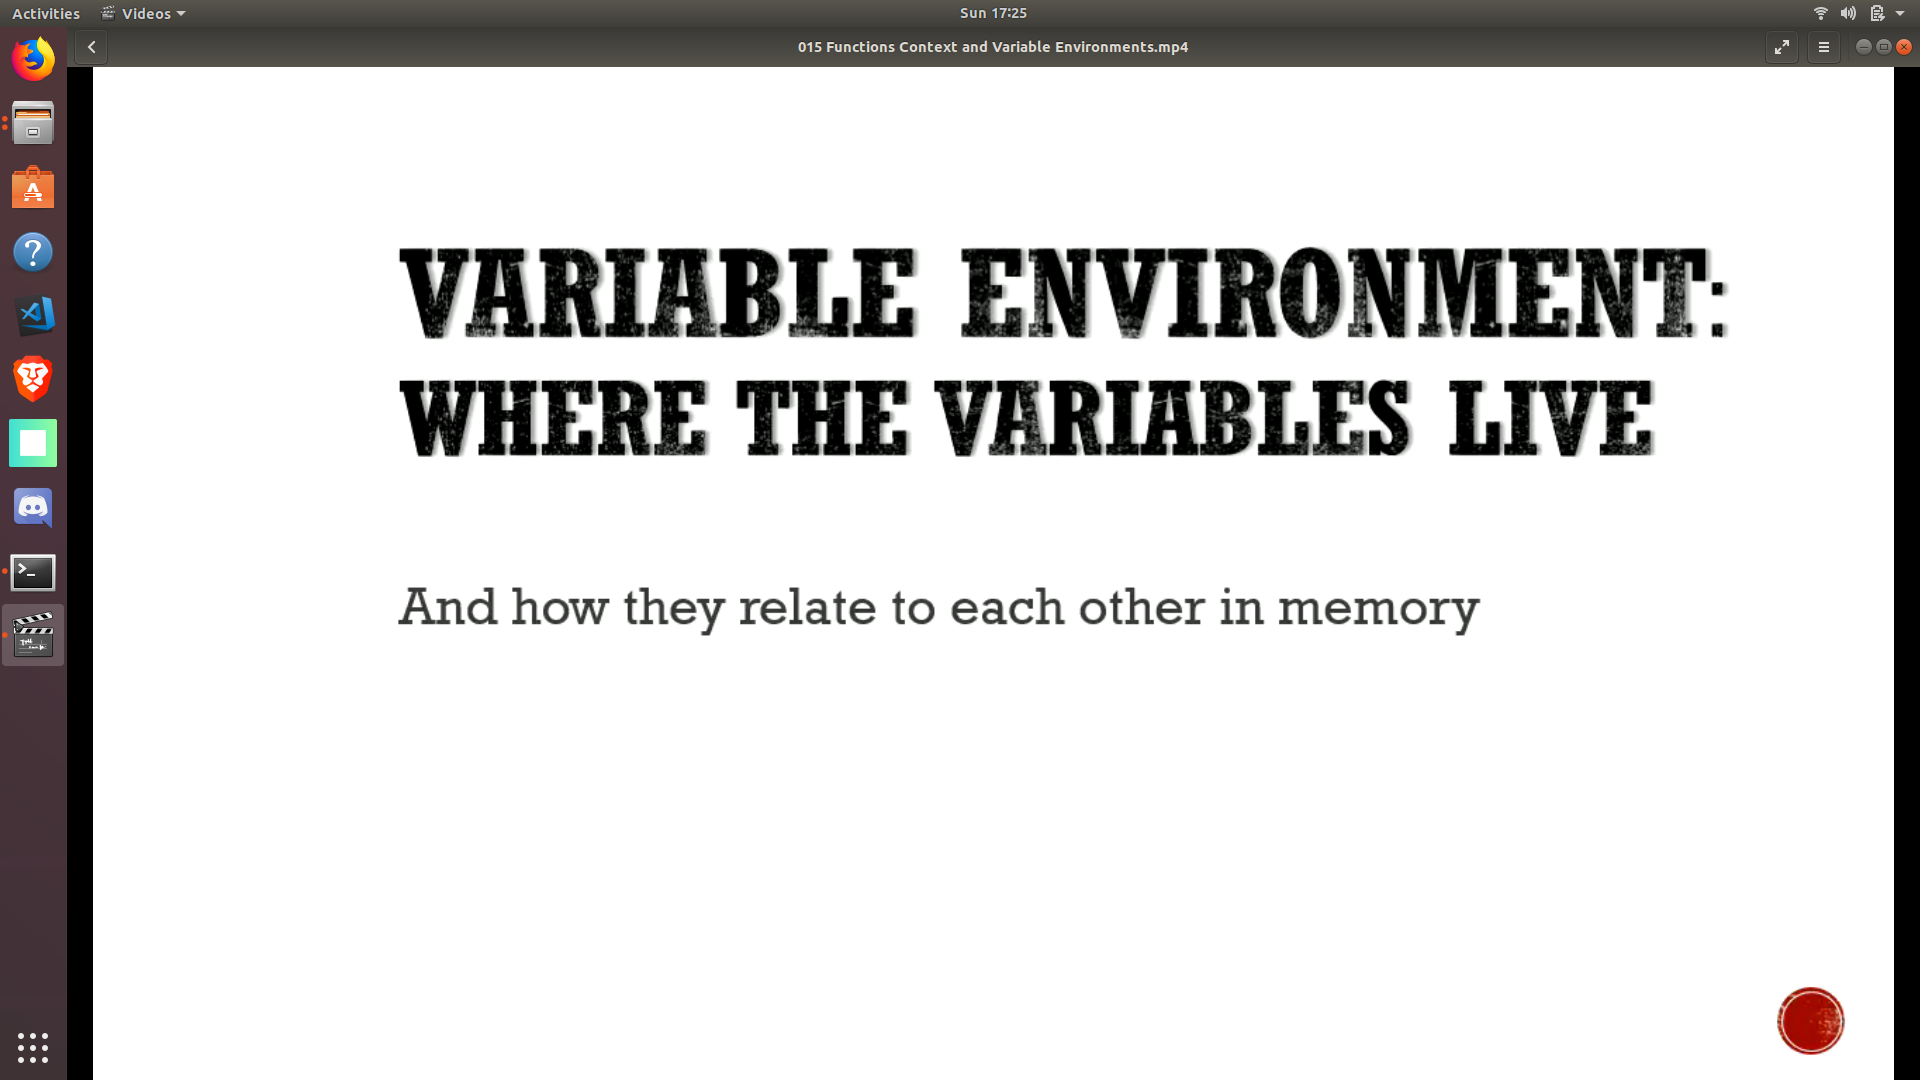 Activities Videos Sun 17:25
015 Functions Context and Variable Environments.mp4
VARIABLE ENVIRONMENT:
WHERE THE VARIABLES LIVE
And how they relate to each other in memory